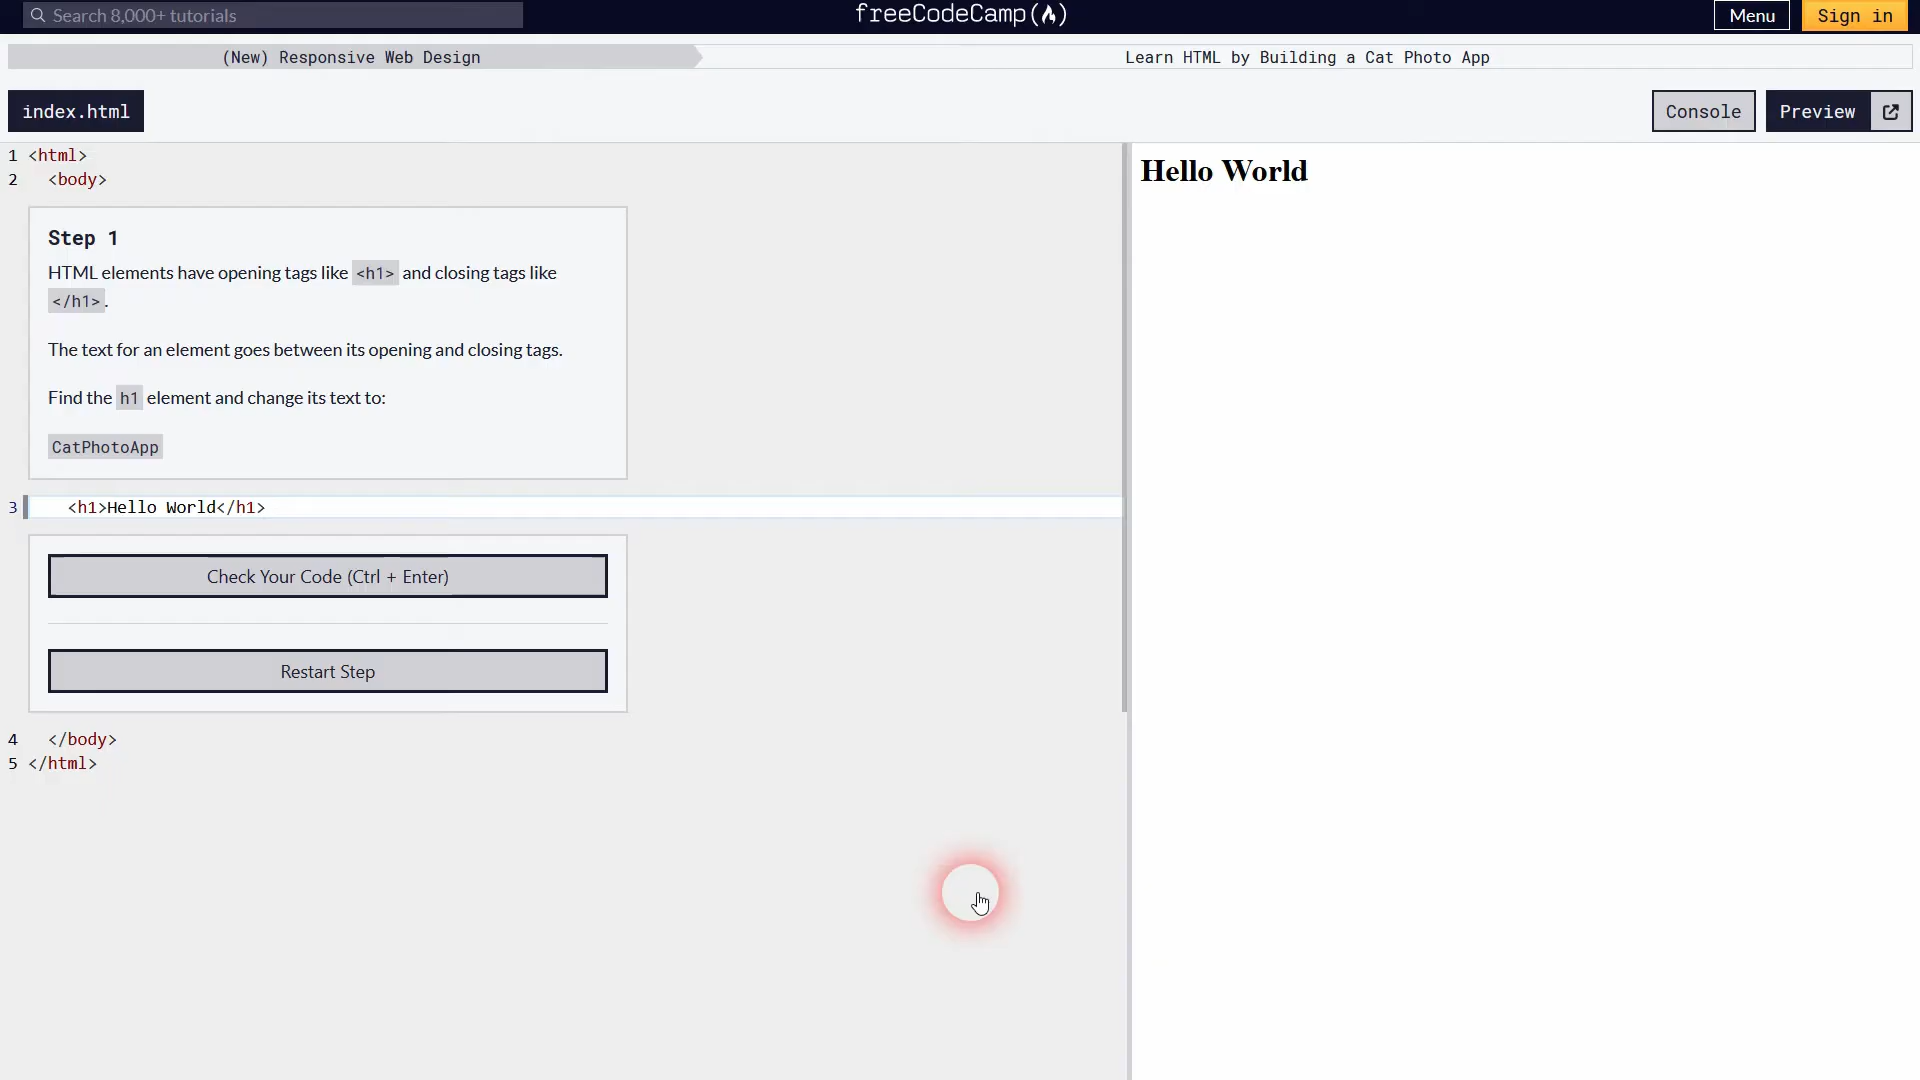 Search 8,000+ tutorials
freeCodeCamp
Menu
Sign in
(New) Responsive Web Design
Learn HTML by Building a Cat Photo App
index.html
Console
Preview
1 <html>
2 <body>
Step 1
HTML elements have opening tags like <h1> and closing tags like
</h1>.
The text for an element goes between its opening and closing tags.
Find the h1 element and change its text to:
CatPhotoApp
3 <h1>Hello World</h1>
Check Your Code (Ctrl + Enter)
Restart Step
4 </body>
5 </html>
Hello World